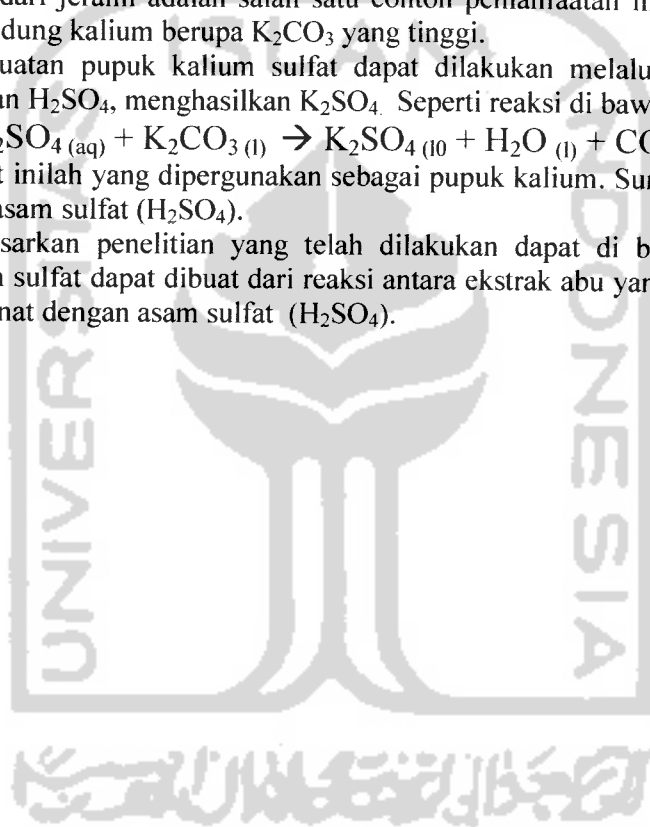 dari jerami adalah salah satu contoh pemanfaatan
dung kalium berupa K₂CO₃ yang tinggi.
uatan pupuk kalium sulfat dapat dilakukan melalu
n H₂SO₄, menghasilkan K₂SO₄. Seperti reaksi di baw
₂SO₄ (aq) + K₂CO₃ (l) → K₂SO₄ (l0 + H₂O (l) + CO
t inilah yang dipergunakan sebagai pupuk kalium. Su
asam sulfat (H₂SO₄).
sarkan penelitian yang telah dilakukan dapat di b
n sulfat dapat dibuat dari reaksi antara ekstrak abu yan
nat dengan asam sulfat (H₂SO₄).
ISLAM
UNIVERSITAS
INDONESIA